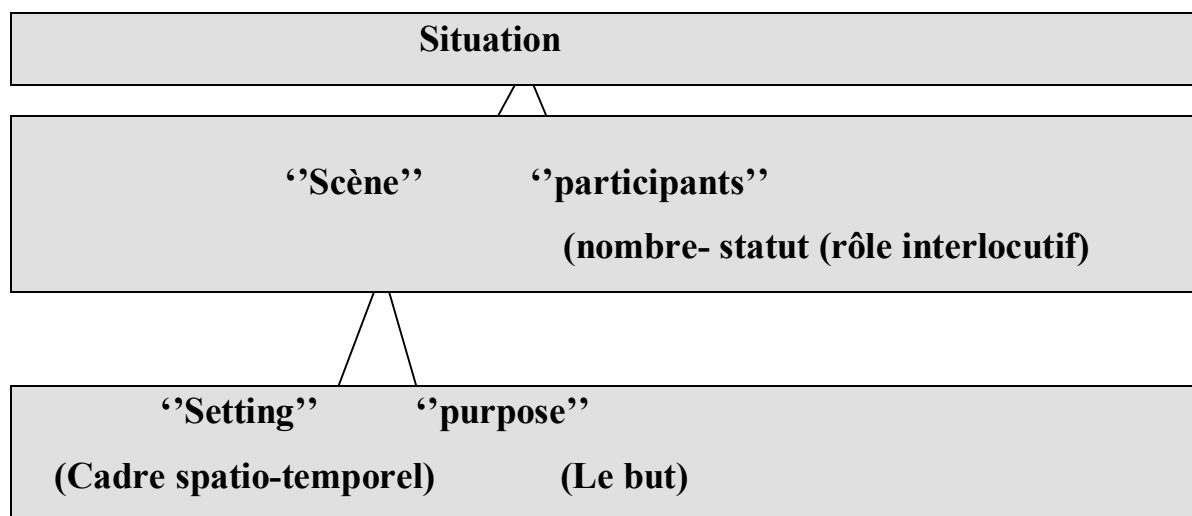 Situation
‘’Scène’’ ‘’participants’’
(nombre- statut (rôle interlocutif)
‘’Setting’’ ‘’purpose’’
(Cadre spatio-temporel) (Le but)